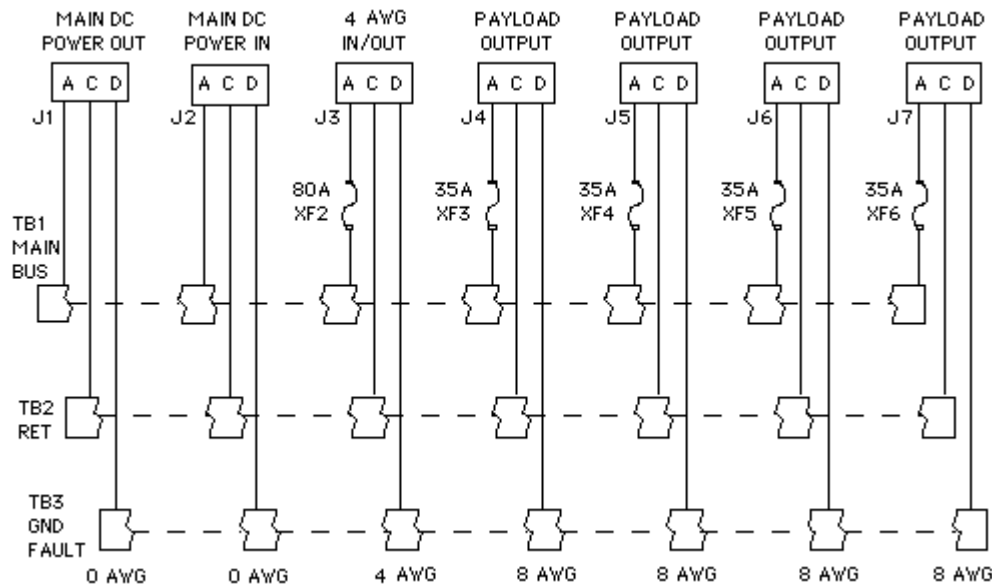 MAIN DC POWER OUT
MAIN DC POWER IN
4 AWG IN/OUT
PAYLOAD OUTPUT
PAYLOAD OUTPUT
PAYLOAD OUTPUT
PAYLOAD OUTPUT
A C D
A C D
A C D
A C D
A C D
A C D
A C D
J1
J2
J3
J4
J5
J6
J7
80A XF2
35A XF3
35A XF4
35A XF5
35A XF6
TB1
MAIN
BUS
TB2
RET
TB3
GND
FAULT
0 AWG
0 AWG
4 AWG
8 AWG
8 AWG
8 AWG
8 AWG